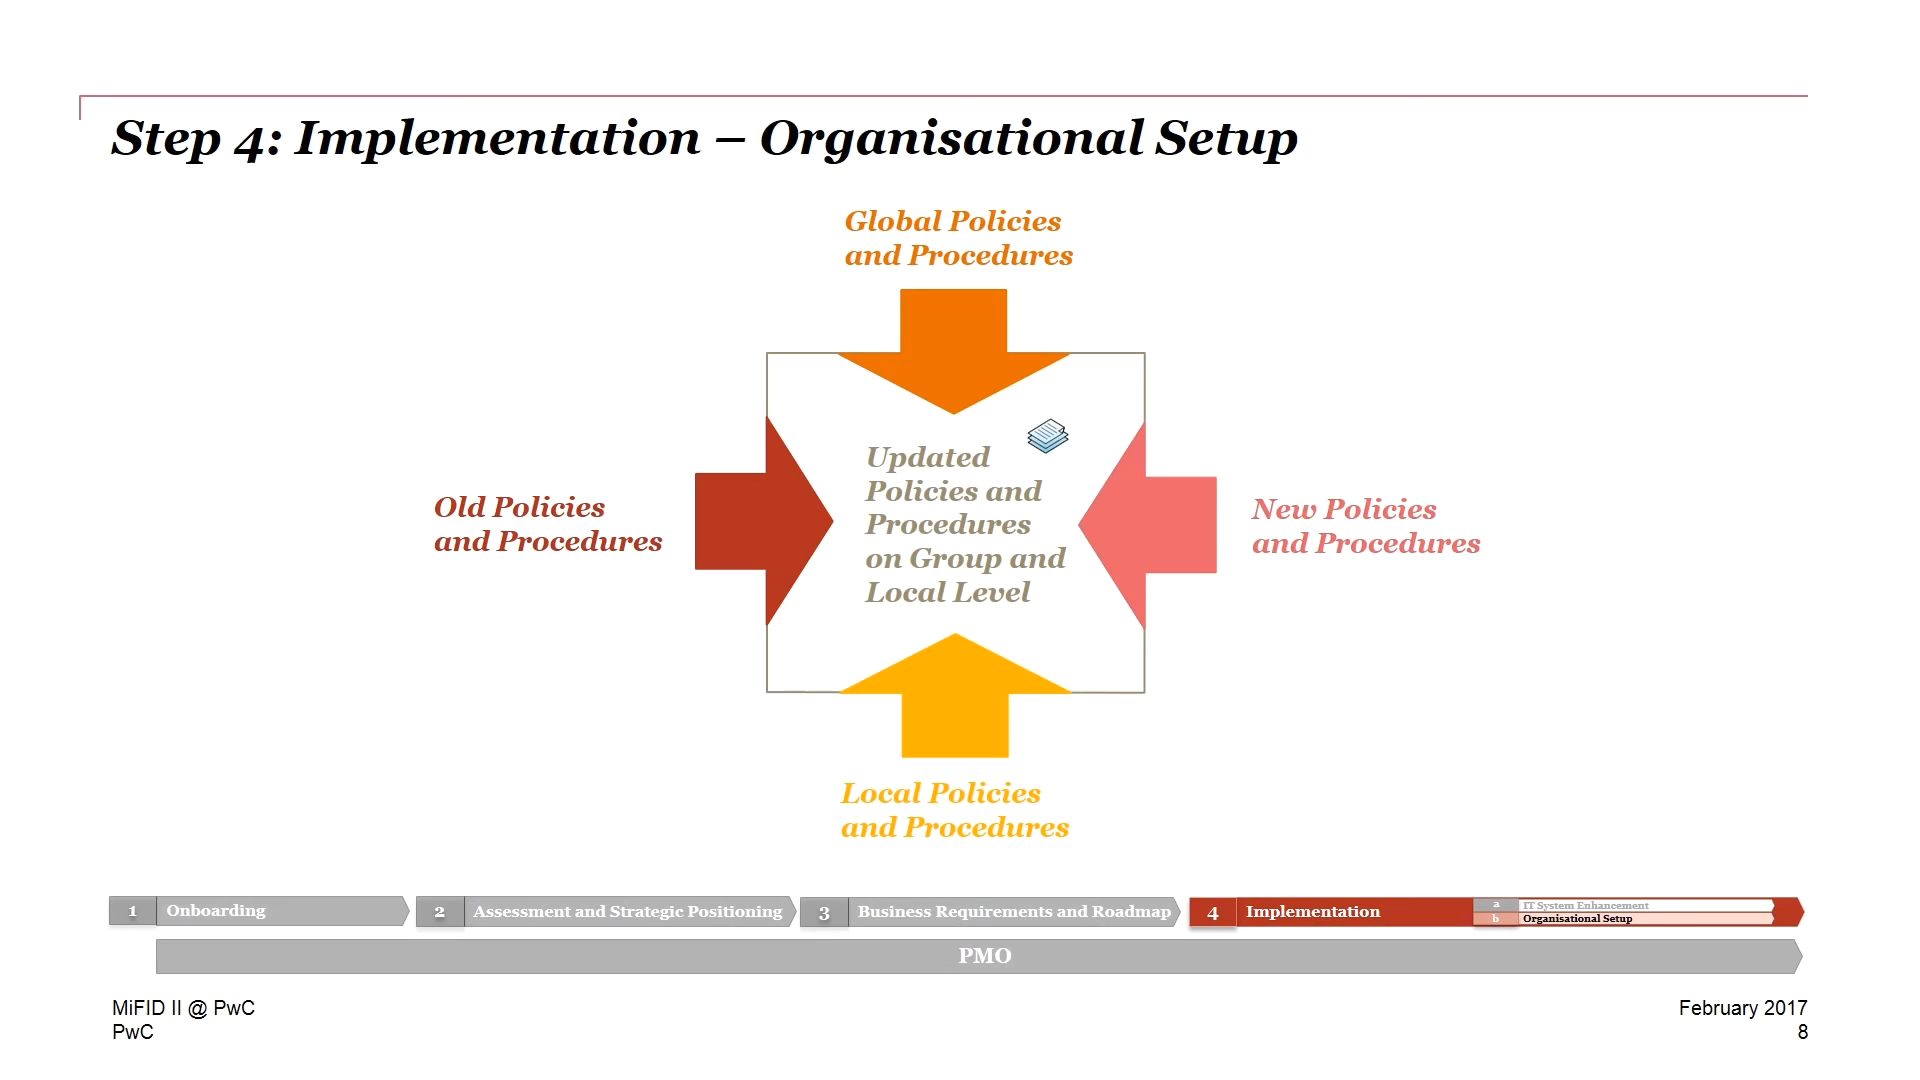 Step 4: Implementation – Organisational Setup
Global Policies
and Procedures
Old Policies
and Procedures
Updated
Policies and
Procedures
on Group and
Local Level
New Policies
and Procedures
Local Policies
and Procedures
1 Onboarding
2 Assessment and Strategic Positioning
3 Business Requirements and Roadmap
4 Implementation
a IT System Enhancement
b Organisational Setup
PMO
MiFID II @ PwC
PwC
February 2017
8